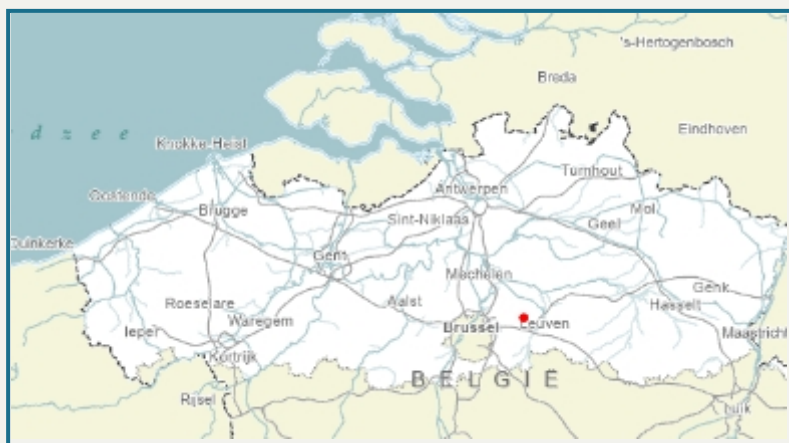 's-Hertogenbosch
Breda
Eindhoven
d z e e
Knokke-Heist
Turnhout
Antwerpen
Oostende
Brugge
Sint-Niklaas
Geel
Mol
Duinkerke
Gent
Mechelen
Genk
Roeselare
Aalst
Hasselt
Waregem
Ieper
Brussel
Leuven
Maastricht
Kortrijk
BELGIË
Rijsel
Luik